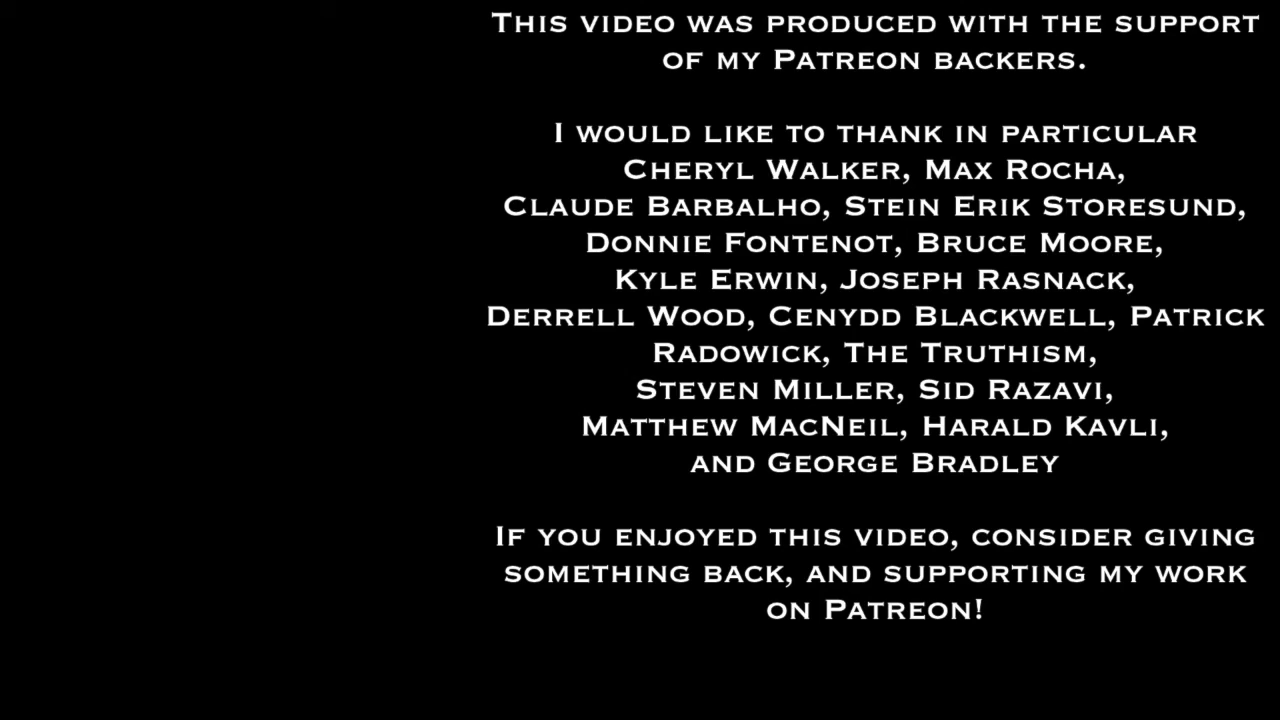 This video was produced with the support
of my Patreon backers.
I would like to thank in particular
Cheryl Walker, Max Rocha,
Claude Barbalho, Stein Erik Storesund,
Donnie Fontenot, Bruce Moore,
Kyle Erwin, Joseph Rasnack,
Derrell Wood, Cenydd Blackwell, Patrick
Radowick, The Truthism,
Steven Miller, Sid Razavi,
Matthew MacNeil, Harald Kavli,
and George Bradley
If you enjoyed this video, consider giving
something back, and supporting my work
on Patreon!